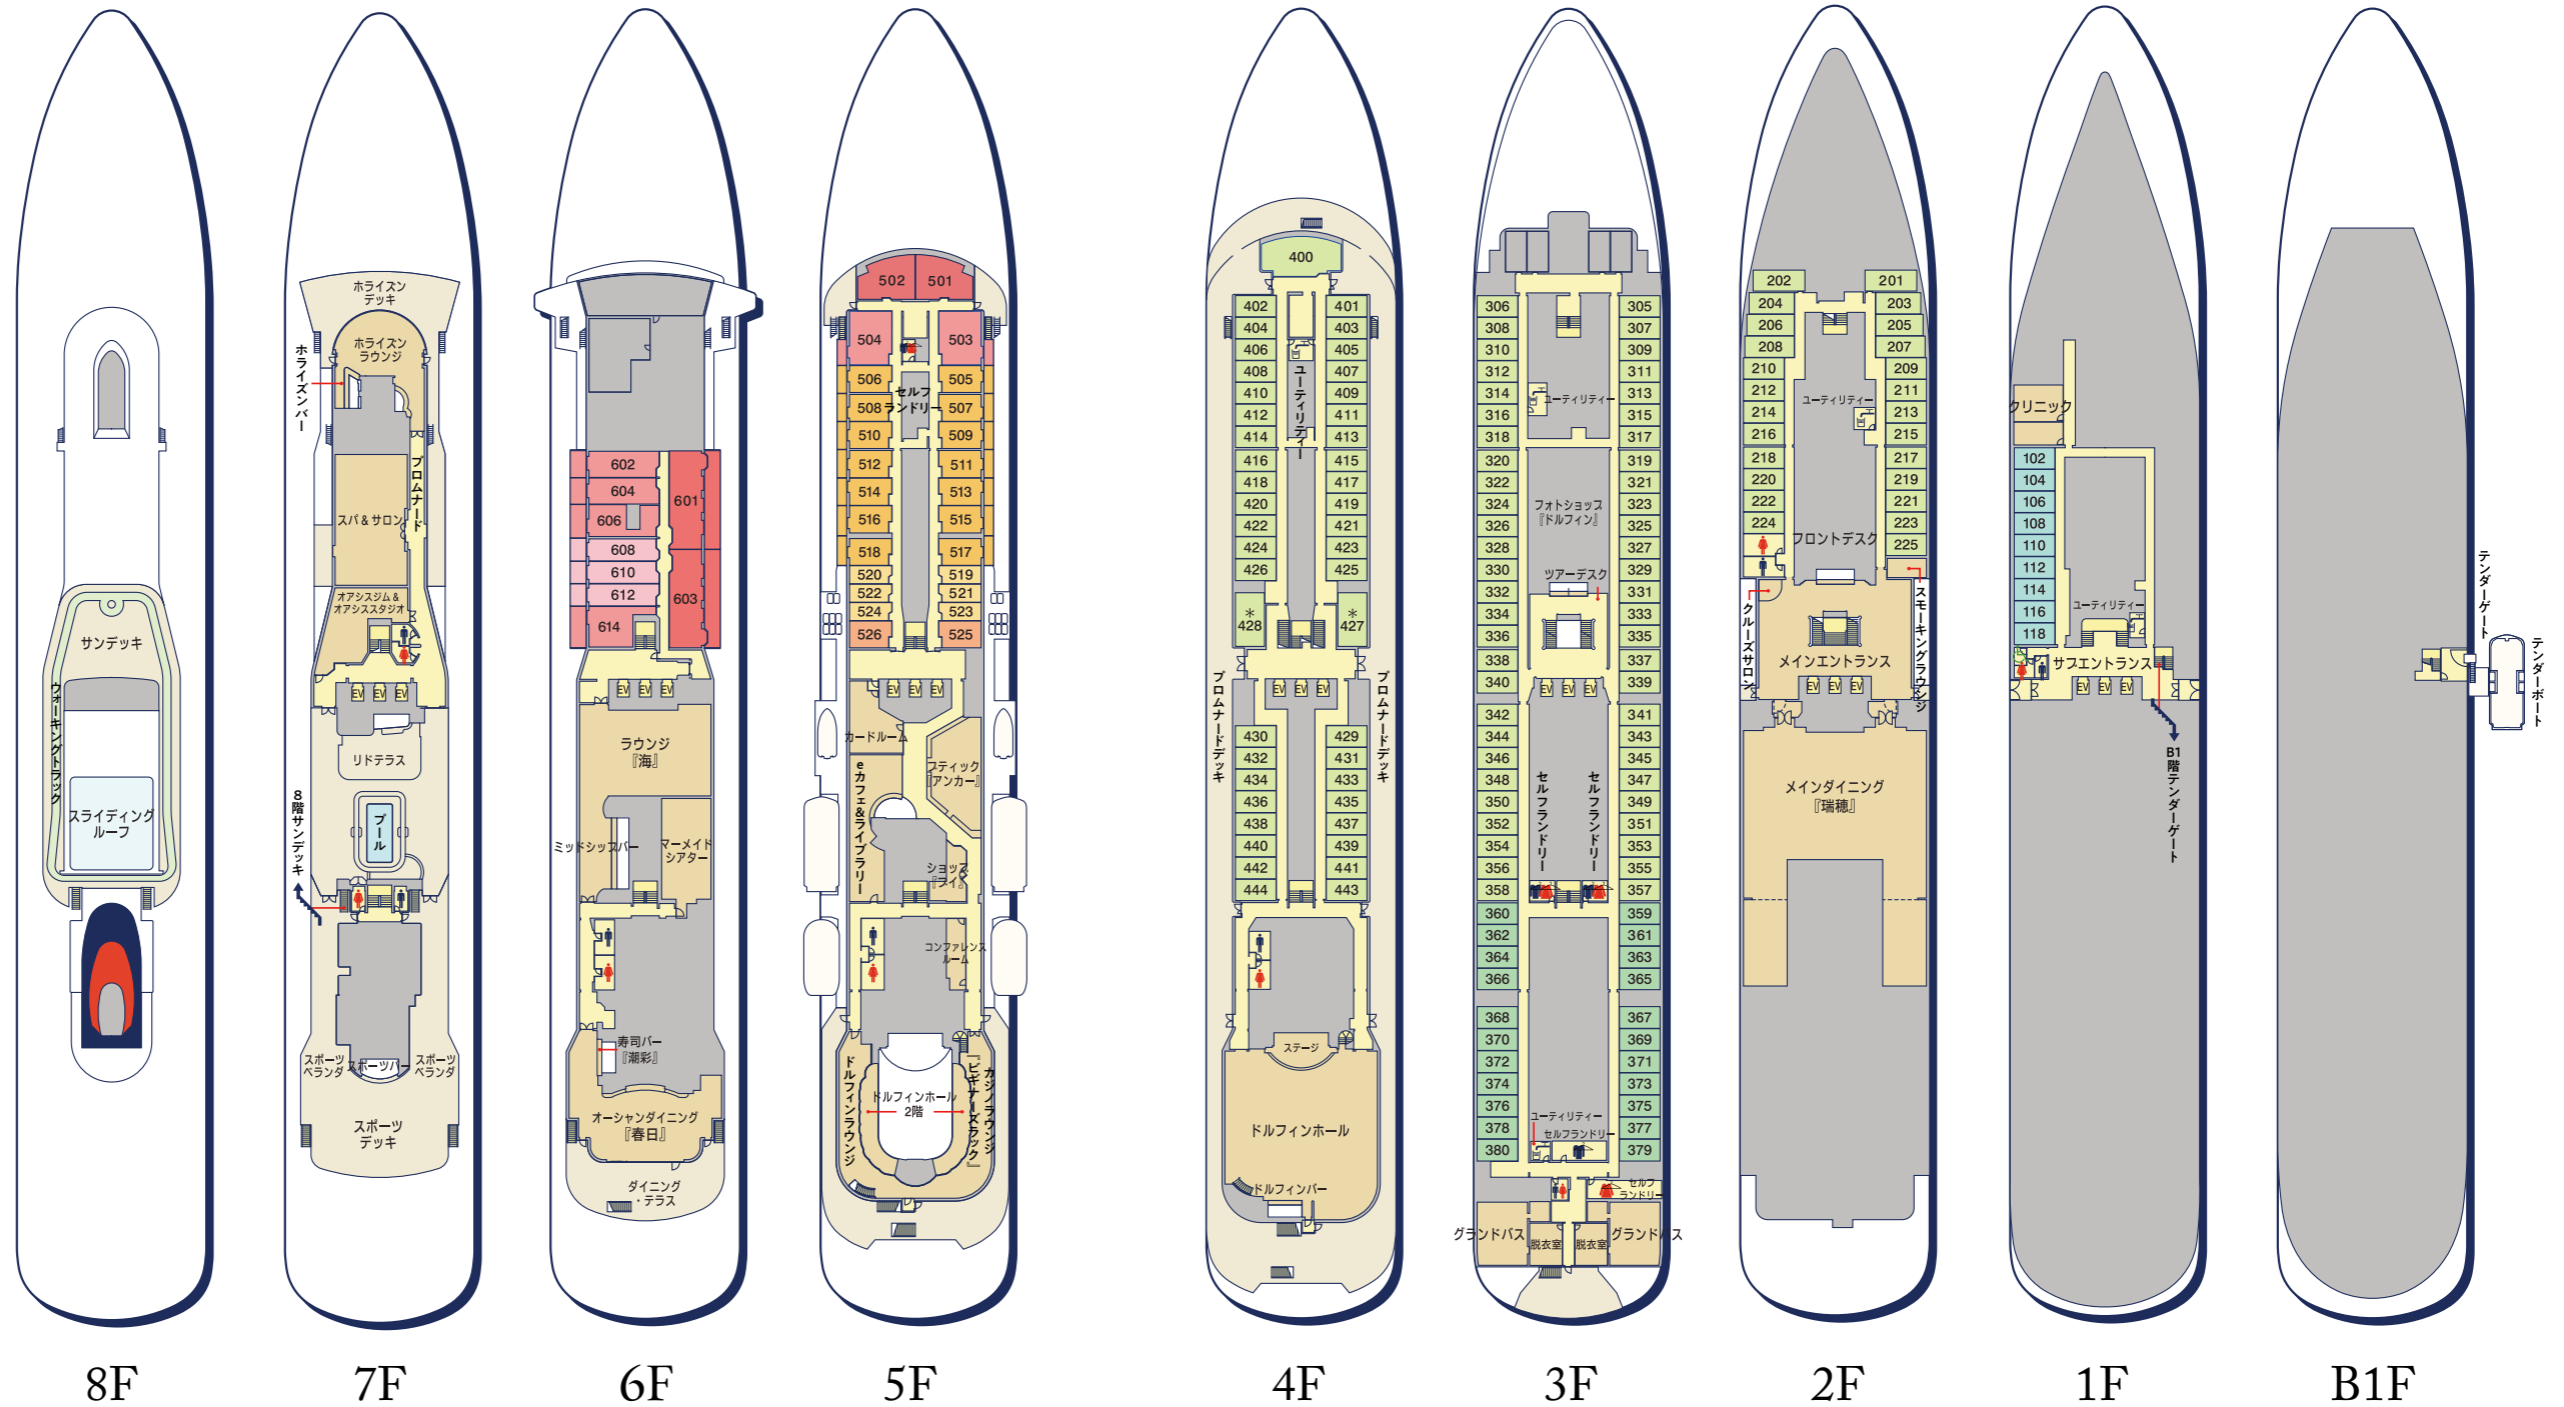 ホライズン
デッキ
ホライズン
ラウンジ
ホライズンバー
プロムナード
スパ & サロン
オアシスジム &
オアシススタジオ
EV EV EV
リドテラス
プール
8階サンデッキ
スポーツ
ベランダ
スポーツバー
スポーツ
ベランダ
スポーツ
デッキ
7F
サンデッキ
ウォーキングトラック
スライディング
ルーフ
8F
602
604
606
608
610
612
614
601
603
EV EV EV
ラウンジ
『海』
ミッドシップバー
マーメイド
シアター
寿司バー
『潮彩』
オーシャンダイニング
『春日』
ダイニング
・テラス
6F
502 501
504 503
506 505
セルフ
ランドリー
508 507
510 509
512 511
514 513
516 515
518 517
520 519
522 521
524 523
526 525
EV EV EV
カードルーム
ブティック
『アンカー』
eカフェ&ライブラリー
ショップ
『ライ』
コンファレンス
ルーム
ドルフィンラウンジ
ドルフィンホール
2階
カジノラウンジ
『ビギナーズラック』
5F
400
402 401
404 403
406 405
408 407
410 409
412 411
414 413
ユーティリティー
416 415
418 417
420 419
422 421
424 423
426 425
*
428
*
427
プロムナードデッキ
プロムナードデッキ
EV EV EV
430 429
432 431
434 433
436 435
438 437
440 439
442 441
444 443
ステージ
ドルフィンホール
ドルフィンバー
4F
306 305
308 307
310 309
312 311
314 313
ユーティリティー
316 315
318 317
320 319
322 321
324 323
フォトショップ
『ドルフィン』
326 325
328 327
ツアーデスク
330 329
332 331
334 333
336 335
338 337
340 339
EV EV EV
342 341
344 343
346 345
348 347
350 349
352 351
354 353
356 355
358 357
セルフランドリー
セルフランドリー
360 359
362 361
364 363
366 365
368 367
370 369
372 371
374 373
376 375
ユーティリティー
378 377
セルフランドリー
380 379
セルフ
ランドリー
グランドバス
脱衣室
脱衣室
グランドバス
3F
202 201
204 203
206 205
208 207
210 209
212 211
ユーティリティー
214 213
216 215
218 217
220 219
222 221
224 223
フロントデスク
225
クルーズサロン
スモーキングラウンジ
メインエントランス
EV EV EV
メインダイニング
『瑞穂』
2F
クリニック
102
104
106
108
110
112
114
116
118
ユーティリティー
サブエントランス
EV EV EV
B1階テンダーゲート
1F
テンダーゲート
テンダーボート
B1F